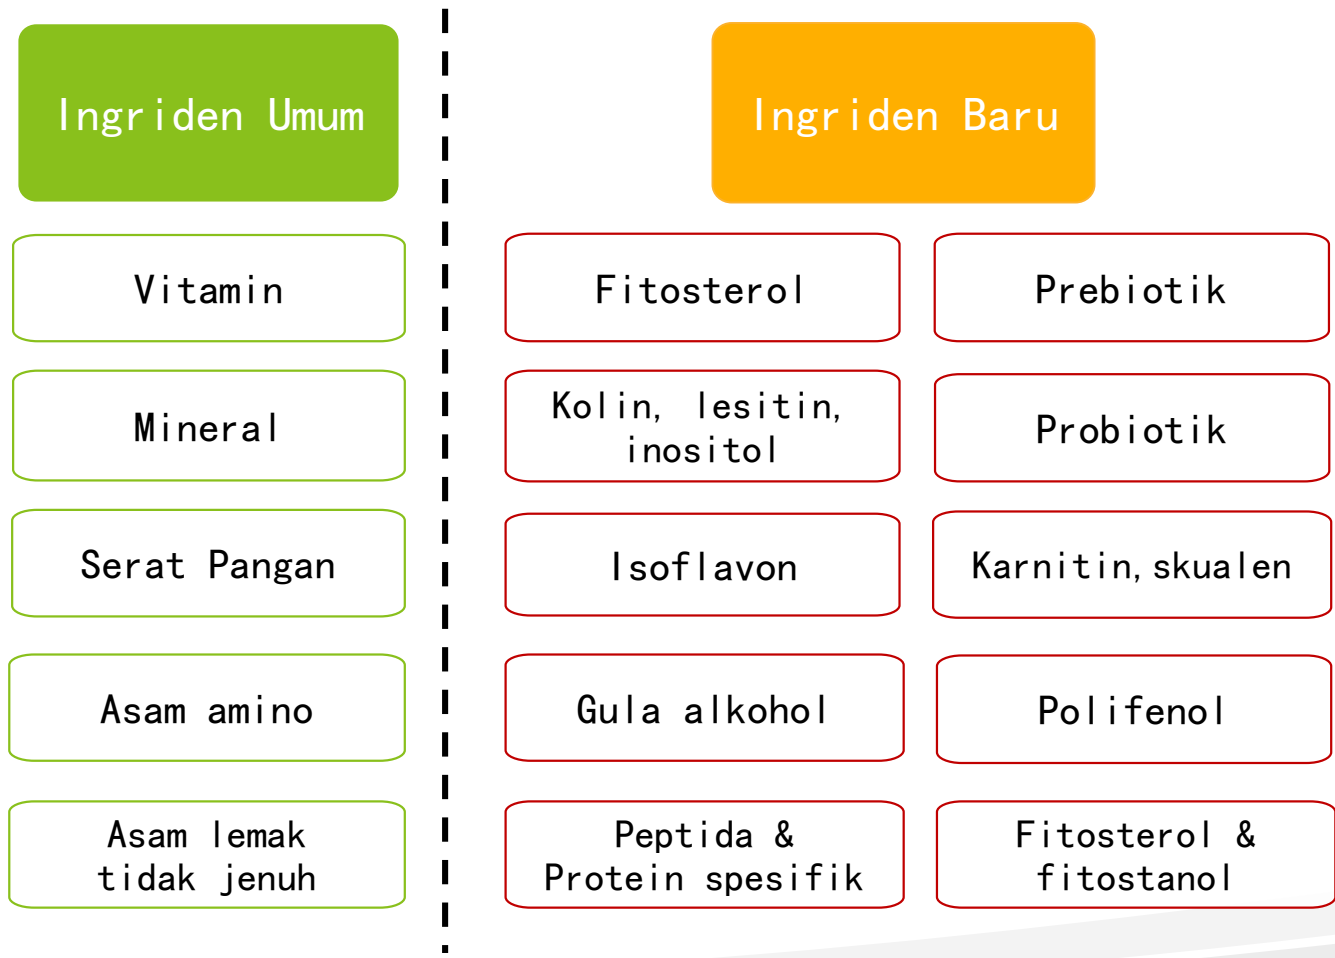 Ingriden Umum
Vitamin
Mineral
Serat Pangan
Asam amino
Asam lemak
tidak jenuh
Ingriden Baru
Fitosterol
Kolin, lesitin,
inositol
Isoflavon
Gula alkohol
Peptida &
Protein spesifik
Prebiotik
Probiotik
Karnitin,skualen
Polifenol
Fitosterol &
fitostanol